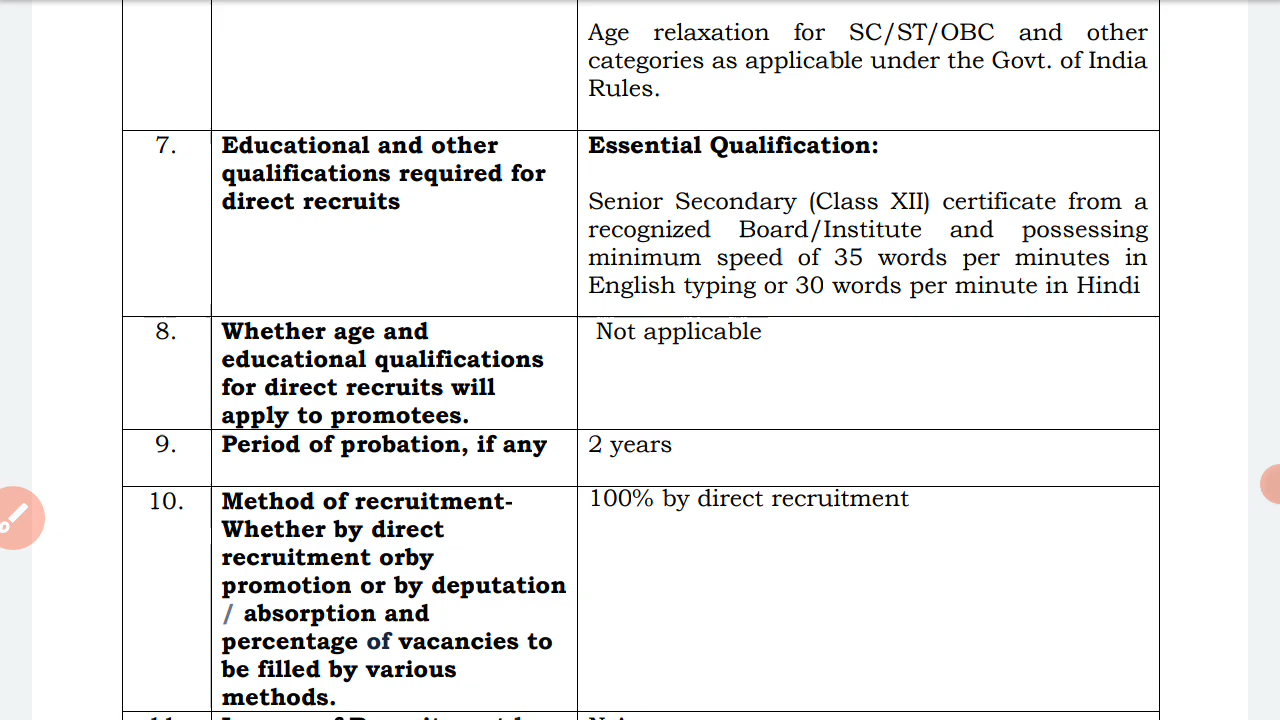 Age relaxation for SC/ST/OBC and other
categories as applicable under the Govt. of India
Rules.
7.
Educational and other
qualifications required for
direct recruits
Essential Qualification:
Senior Secondary (Class XII) certificate from a
recognized Board/Institute and possessing
minimum speed of 35 words per minutes in
English typing or 30 words per minute in Hindi
8.
Whether age and
educational qualifications
for direct recruits will
apply to promotees.
Not applicable
9.
Period of probation, if any
2 years
10.
Method of recruitment-
Whether by direct
recruitment orby
promotion or by deputation
/ absorption and
percentage of vacancies to
be filled by various
methods.
100% by direct recruitment